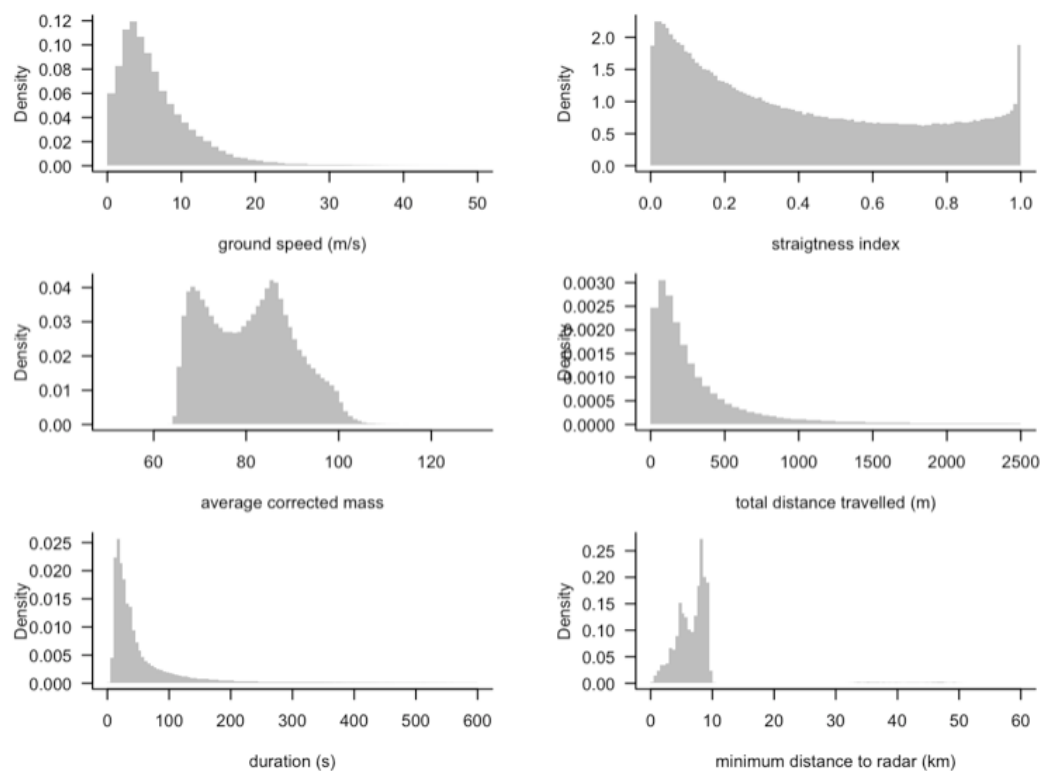 Density
0.12
0.10
0.08
0.06
0.04
0.02
0.00
0 10 20 30 40 50
ground speed (m/s)
Density
2.0
1.5
1.0
0.5
0.0
0.0 0.2 0.4 0.6 0.8 1.0
straigtness index
Density
0.04
0.03
0.02
0.01
0.00
60 80 100 120
average corrected mass
Density
0.0030
0.0025
0.0020
0.0015
0.0010
0.0005
0.0000
0 500 1000 1500 2000 2500
total distance travelled (m)
Density
0.025
0.020
0.015
0.010
0.005
0.000
0 100 200 300 400 500 600
duration (s)
Density
0.25
0.20
0.15
0.10
0.05
0.00
0 10 20 30 40 50 60
minimum distance to radar (km)